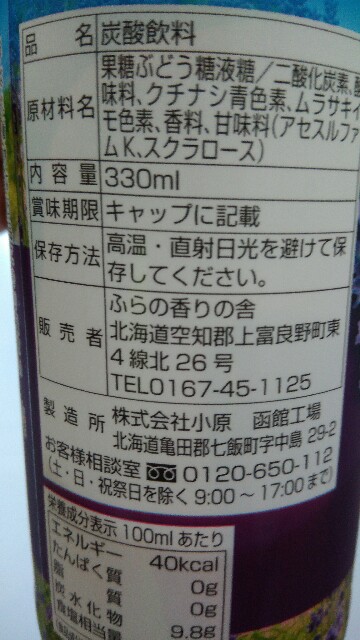 品名 炭酸飲料
原材料名 果糖ぶどう糖液糖／二酸化炭素、酸
味料、クチナシ青色素、ムラサキイ
モ色素、香料、甘味料(アセスルファ
ムK、スクラロース)
内容量 330ml
賞味期限 キャップに記載
保存方法 高温・直射日光を避けて保
存してください。
販売者 ふらの香りの舎
北海道空知郡上富良野町東
4線北26号
TEL0167-45-1125
製造所 株式会社小原 函館工場
北海道亀田郡七飯町字中島29-2
お客様相談室 0120-650-112
(土・日・祝祭日を除く9:00〜17:00まで)
栄養成分表示 100mlあたり
エネルギー 40kcal
たんぱく質 0g
脂質 0g
炭水化物 9.8g
食塩相当量